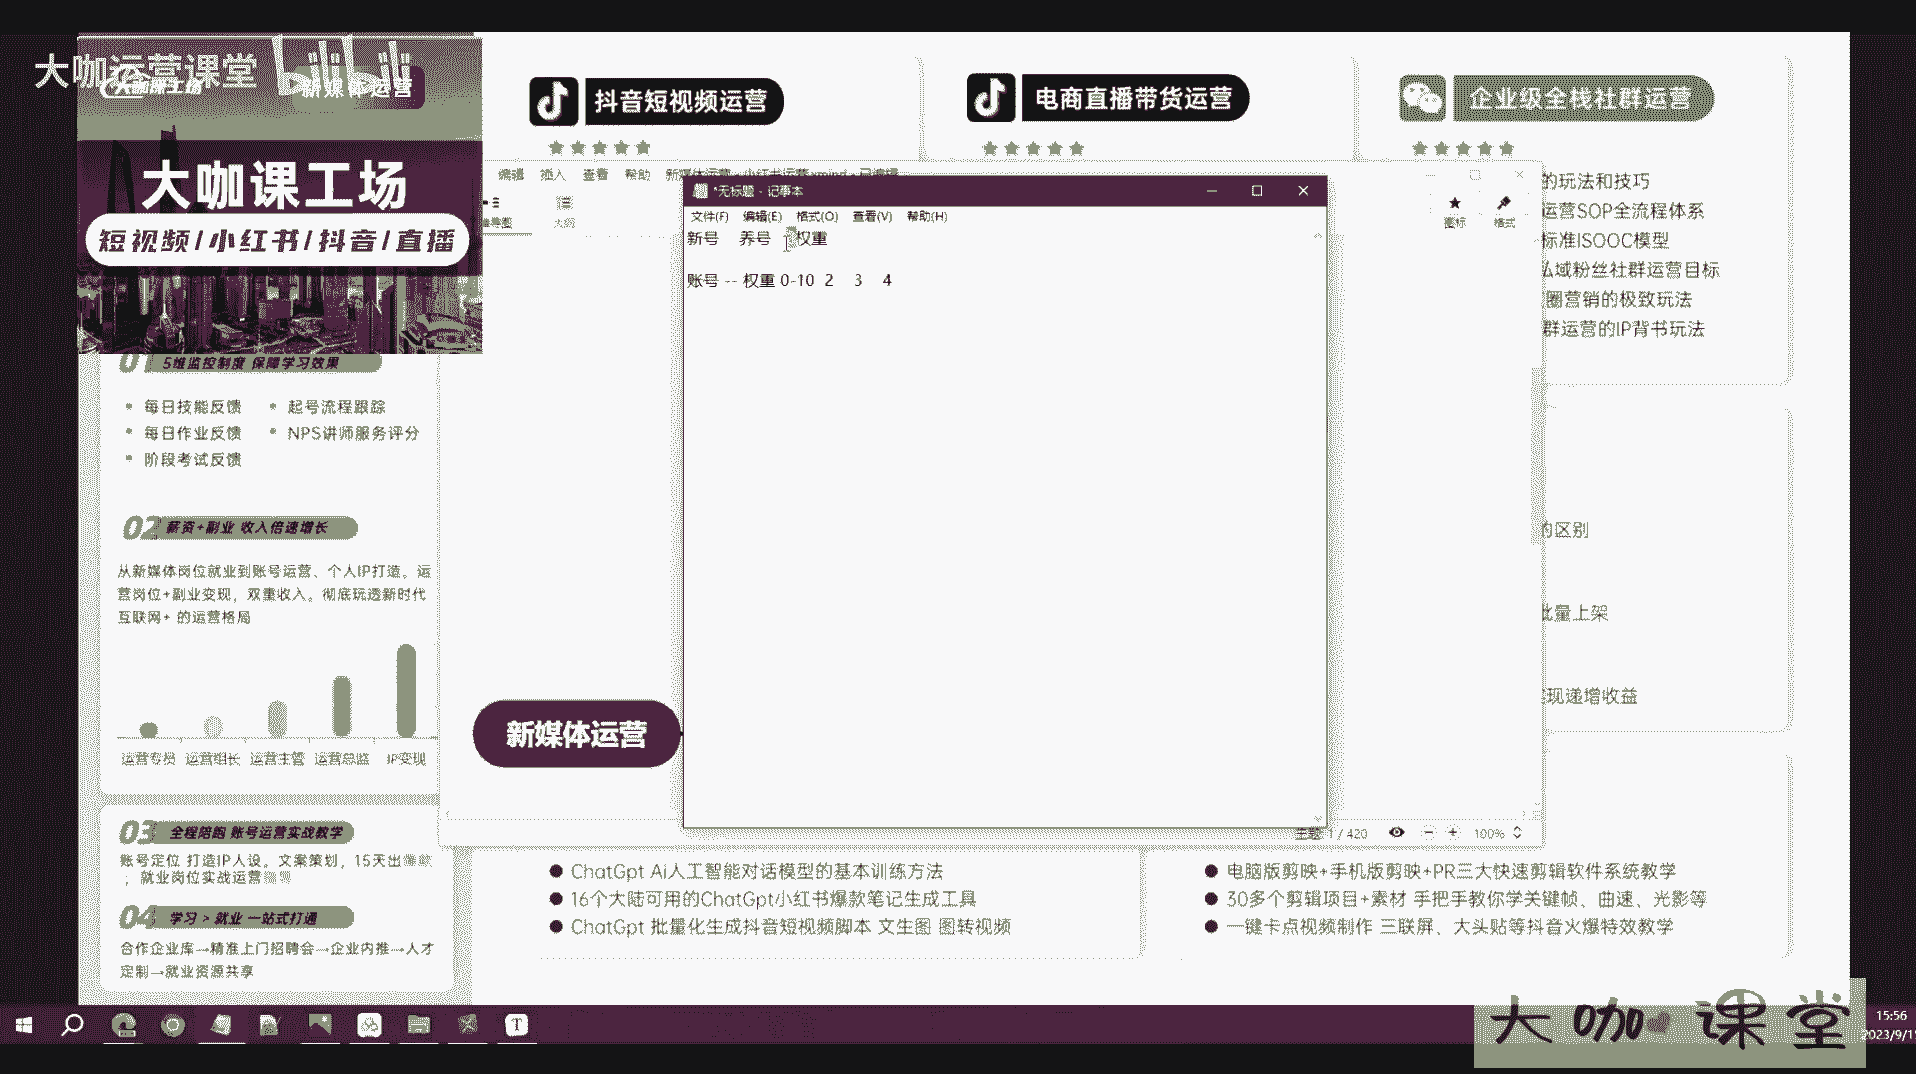 大咖运营课堂 bilibili
大咖课工场 新媒体运营
大咖课工场
短视频/小红书/抖音/直播
抖音短视频运营
电商直播带货运营
企业级全栈社群运营
的玩法和技巧
运营SOP全流程体系
标准ISOOC模型
私域粉丝社群运营目标
圈营销的极致玩法
群运营的IP背书玩法
的区别
批量上架
实现递增收益
编辑 插入 查看 帮助 新媒体运营 - 小红书运营.xmind - 已编辑
思维导图 大纲
图标 格式
*无标题 - 记事本
文件(F) 编辑(E) 格式(O) 查看(V) 帮助(H)
新号 养号 权重
账号 -- 权重 0-10 2 3 4
新媒体运营
主题: 1 / 420 100%
01 5维监控制度 保障学习效果
每日技能反馈 起号流程跟踪
每日作业反馈 NPS讲师服务评分
阶段考试反馈
02 薪资+副业 收入倍速增长
从新媒体岗位就业到账号运营、个人IP打造。运
营岗位+副业变现，双重收入。彻底玩透新时代
互联网+ 的运营格局
运营专员 运营组长 运营主管 运营总监 IP变现
03 全程陪跑 账号运营实战教学
账号定位 打造IP人设。文案策划，15天出爆款
；就业岗位实战运营
04 学习 > 就业 一站式打通
合作企业库→精准上门招聘会→企业内推→人才
定制→就业资源共享
ChatGpt Ai人工智能对话模型的基本训练方法
16个大陆可用的ChatGpt小红书爆款笔记生成工具
ChatGpt 批量化生成抖音短视频脚本 文生图 图转视频
电脑版剪映+手机版剪映+PR三大快速剪辑软件系统教学
30多个剪辑项目+素材 手把手教你学关键帧、曲速、光影等
一键卡点视频制作 三联屏、大头贴等抖音火爆特效教学
大咖课堂
15:56
2023/9/1